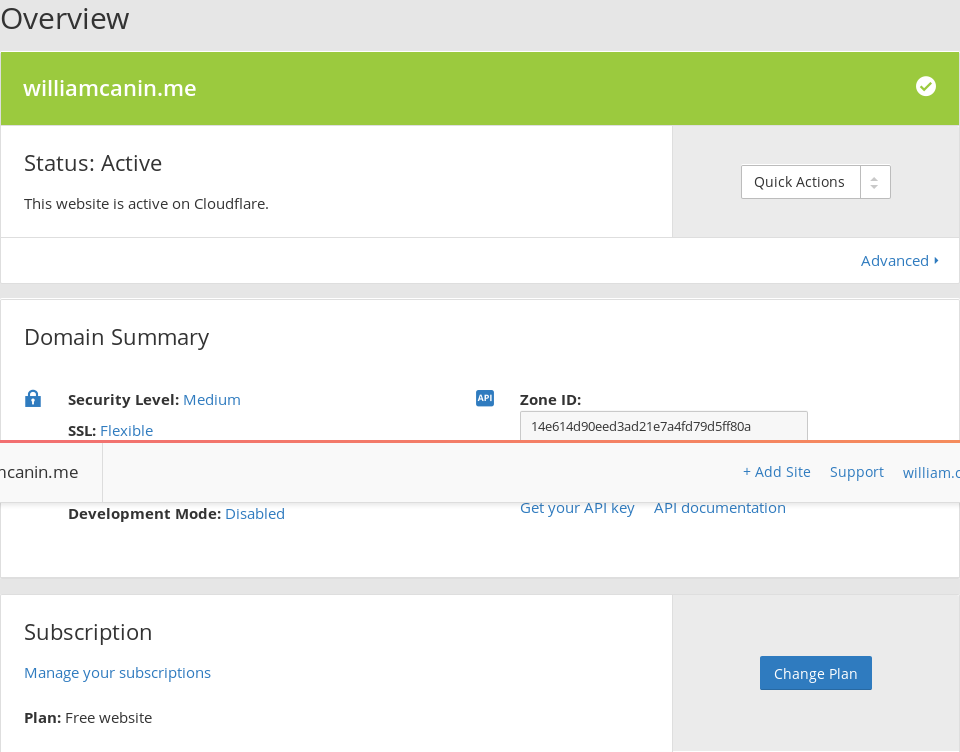 Overview
williamcanin.me
Status: Active
This website is active on Cloudflare.
Quick Actions
Advanced
Domain Summary
Security Level: Medium
SSL: Flexible
API
Zone ID:
14e614d90eed3ad21e7a4fd79d5ff80a
ncanin.me
+ Add Site
Support
william.c
Development Mode: Disabled
Get your API key
API documentation
Subscription
Manage your subscriptions
Plan: Free website
Change Plan